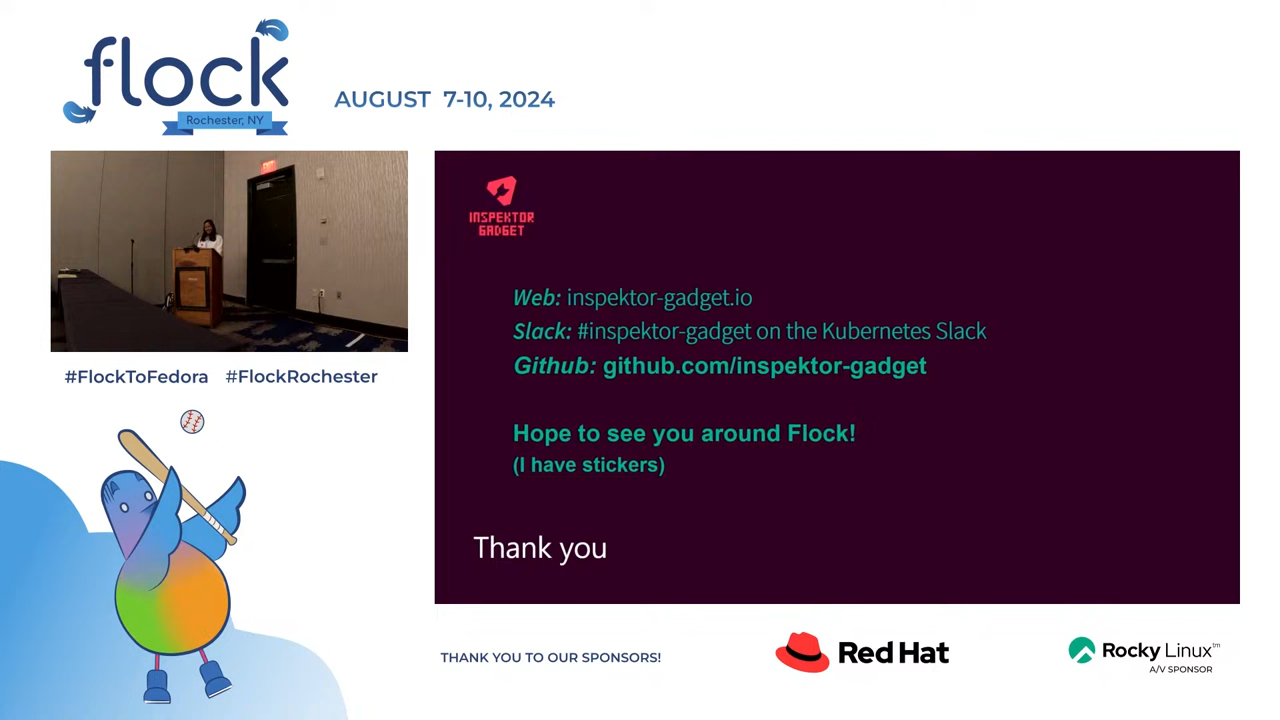 flock
Rochester, NY
AUGUST 7-10, 2024
EXIT
#FlockToFedora #FlockRochester
INSPEKTOR
GADGET
Web: inspektor-gadget.io
Slack: #inspektor-gadget on the Kubernetes Slack
Github: github.com/inspektor-gadget
Hope to see you around Flock!
(I have stickers)
Thank you
THANK YOU TO OUR SPONSORS!
Red Hat
Rocky Linux™
A/V SPONSOR